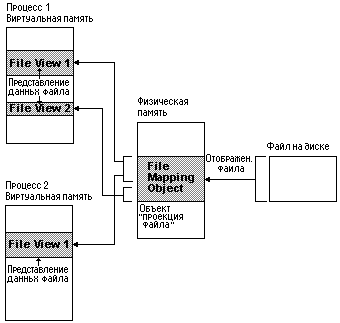 Процесс 1
Виртуальная память
File View 1
Представление
данных файла
File View 2
Физическая
память
File
Mapping
Object
Объект
"проекция
файла"
Отображен.
файла
Файл на диске
Процесс 2
Виртуальная память
File View 1
Представление
данных файла